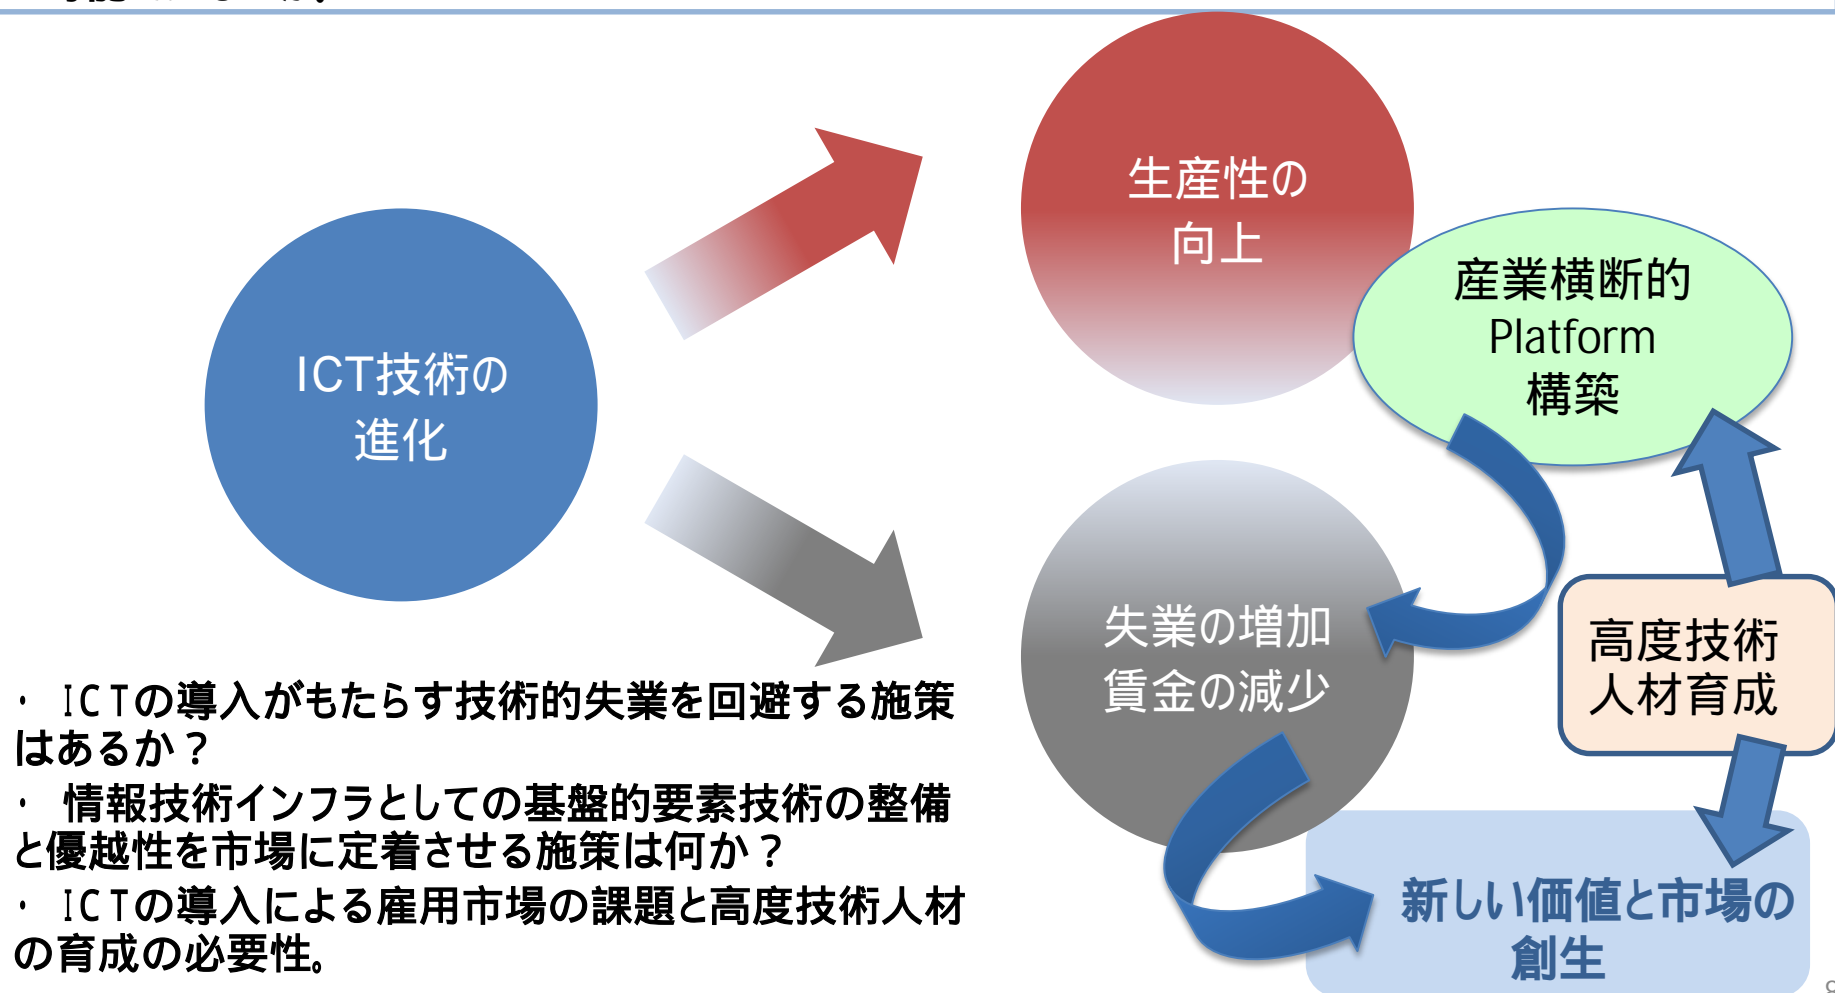 生産性の
向上
産業横断的
Platform
構築
ICT技術の
進化
失業の増加
賃金の減少
高度技術
人材育成
・ ICTの導入がもたらす技術的失業を回避する施策
はあるか？
・ 情報技術インフラとしての基盤的要素技術の整備
と優越性を市場に定着させる施策は何か？
・ ICTの導入による雇用市場の課題と高度技術人材
の育成の必要性。
新しい価値と市場の
創生